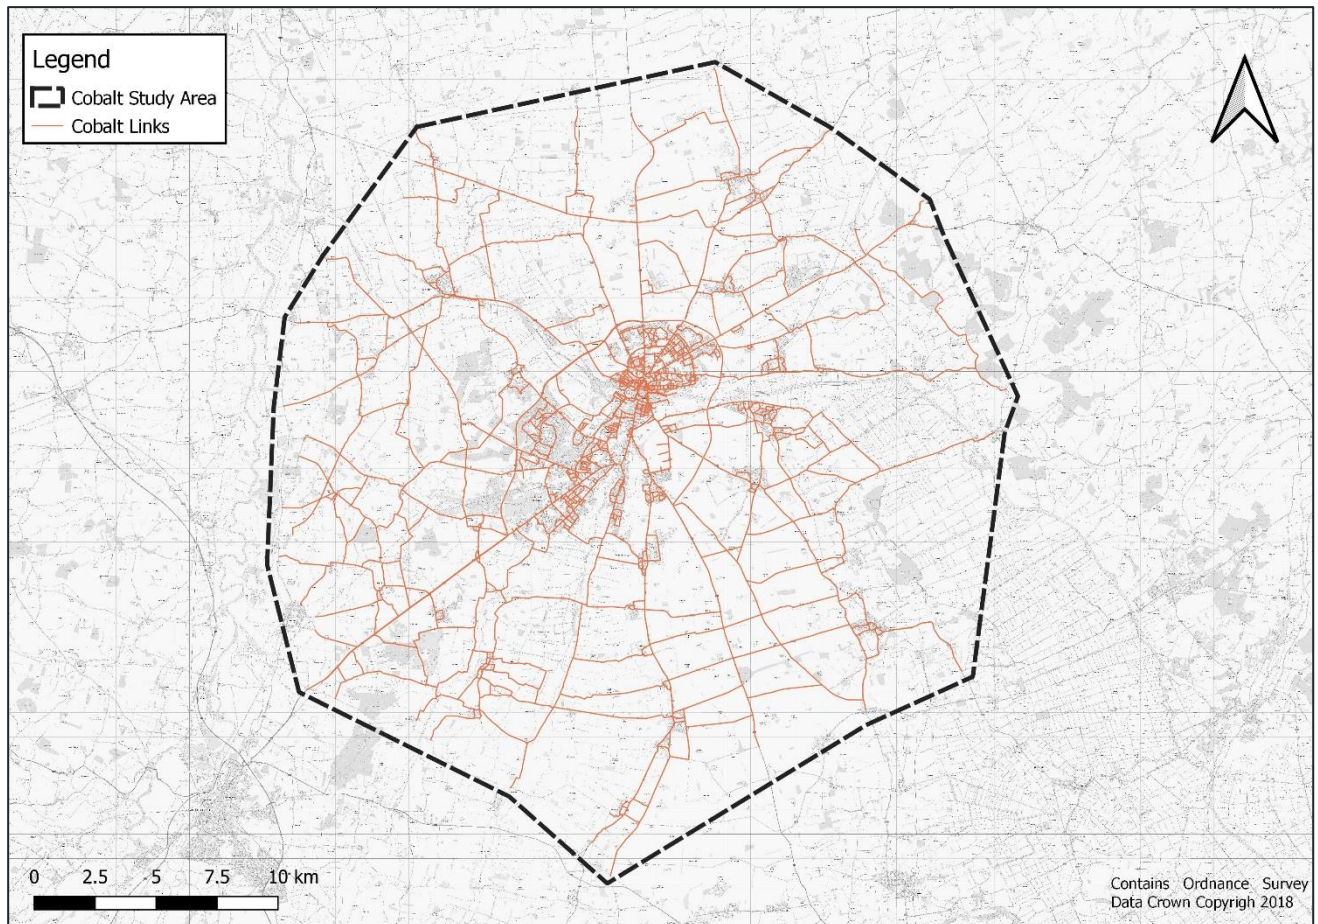 Legend
Cobalt Study Area
Cobalt Links
0 2.5 5 7.5 10 km
Contains Ordnance Survey
Data Crown Copyrigh 2018